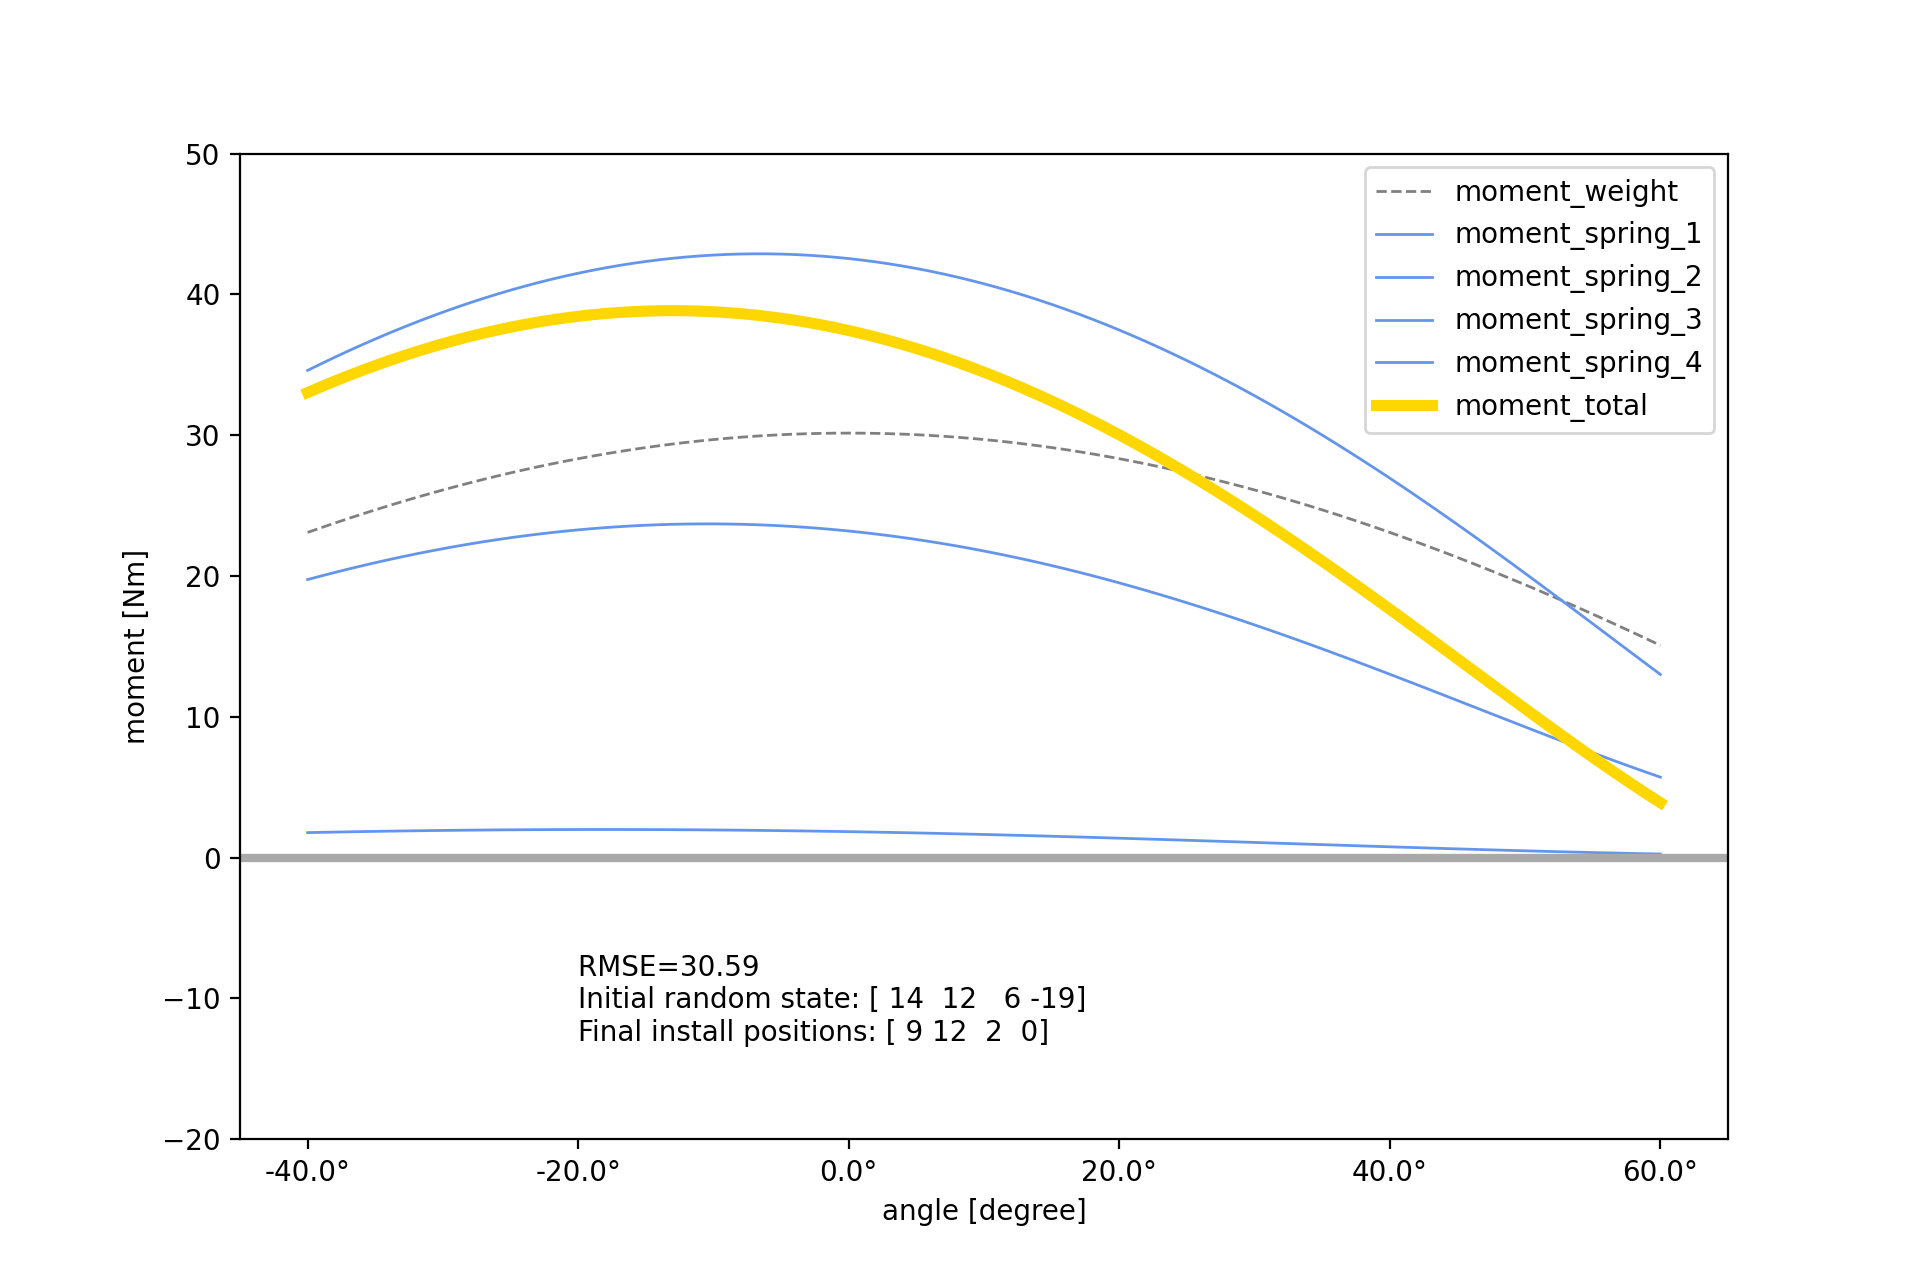 50
40
30
20
10
0
−10
−20
moment [Nm]
moment_weight
moment_spring_1
moment_spring_2
moment_spring_3
moment_spring_4
moment_total
RMSE=30.59
Initial random state: [ 14  12   6 -19]
Final install positions: [ 9 12  2  0]
-40.0° -20.0° 0.0° 20.0° 40.0° 60.0°
angle [degree]